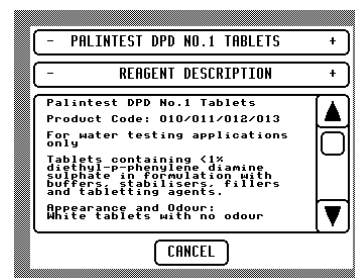 - PALINTEST DPD NO.1 TABLETS +
- REAGENT DESCRIPTION +
Palintest DPD No.1 Tablets
Product Code: 010/011/012/013
For water testing applications
only
Tablets containing <1%
diethyl-p-phenylene diamine
sulphate in formulation with
buffers, stabilisers, fillers
and tabletting agents.
Appearance and Odour:
White tablets with no odour
CANCEL